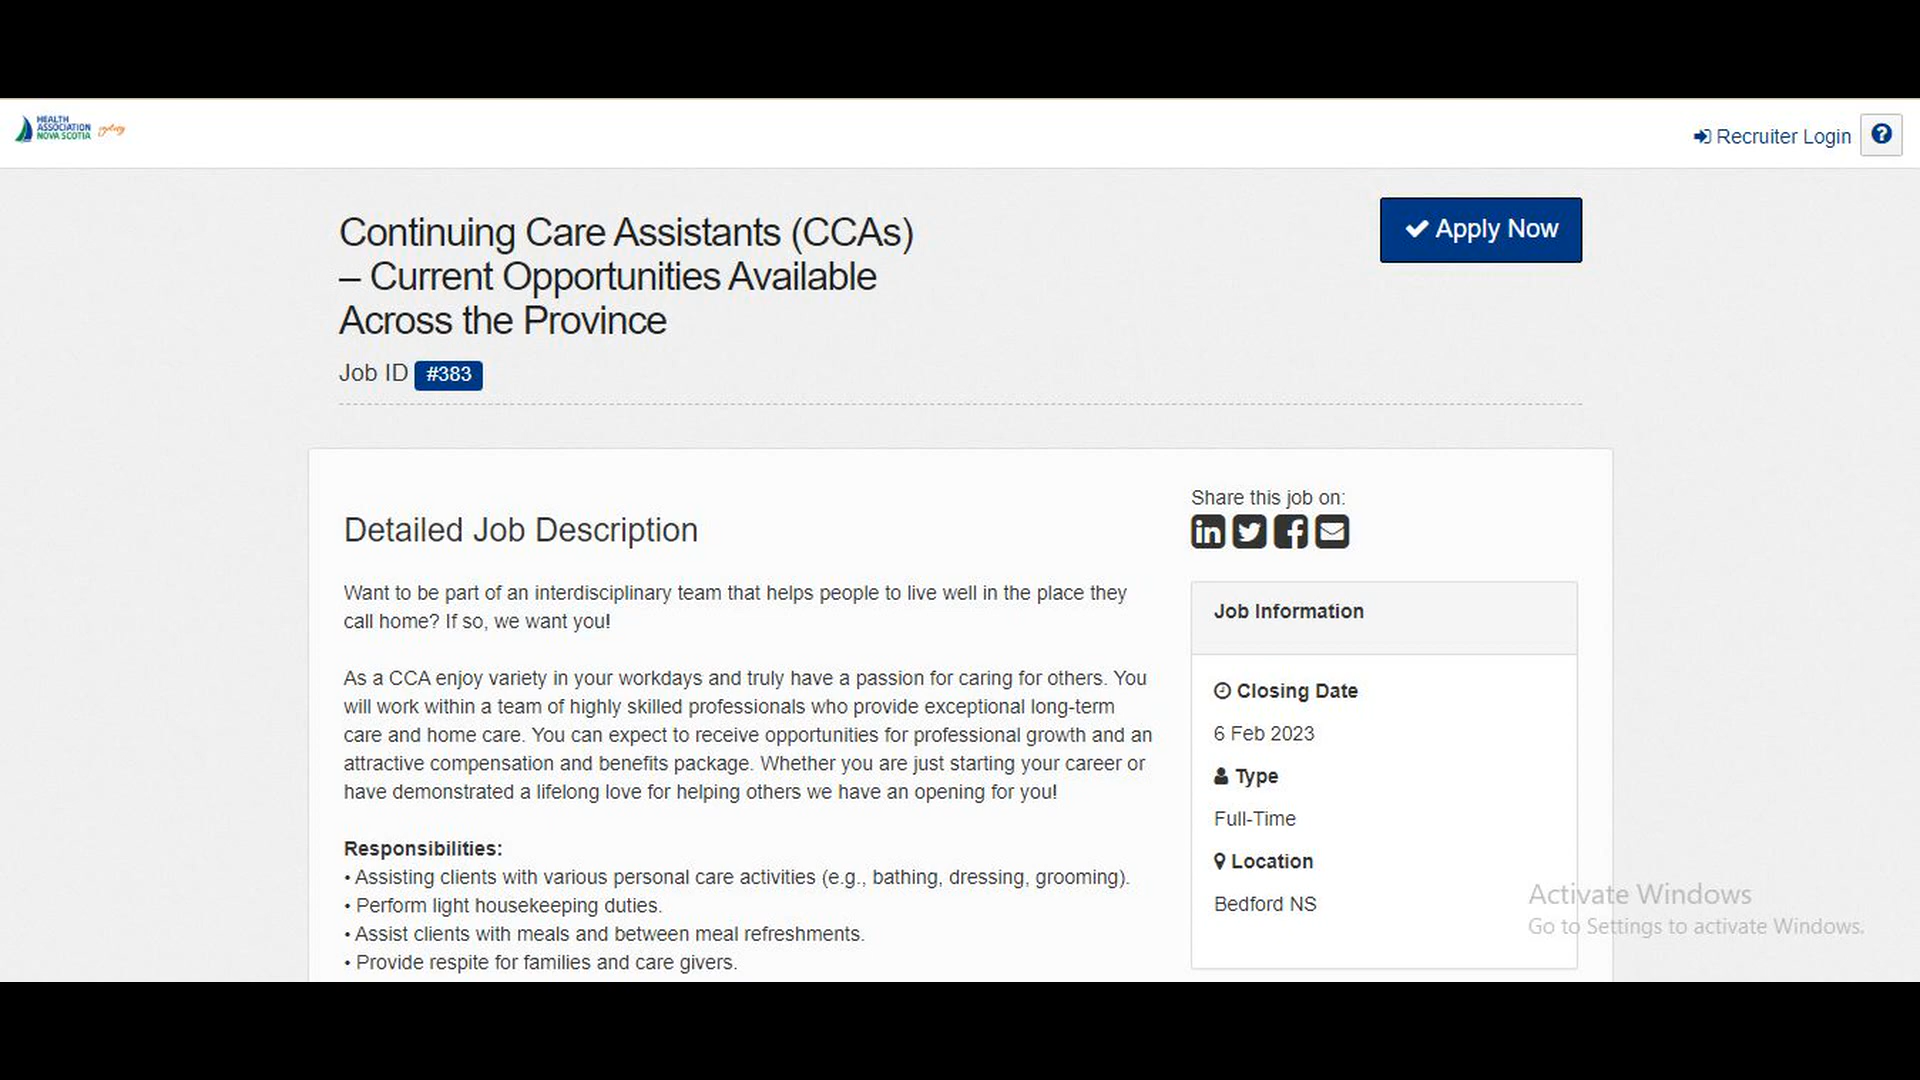 HEALTH
ASSOCIATION
NOVA SCOTIA
Recruiter Login
Continuing Care Assistants (CCAs)
– Current Opportunities Available
Across the Province
Apply Now
Job ID #383
Detailed Job Description
Want to be part of an interdisciplinary team that helps people to live well in the place they
call home? If so, we want you!
As a CCA enjoy variety in your workdays and truly have a passion for caring for others. You
will work within a team of highly skilled professionals who provide exceptional long-term
care and home care. You can expect to receive opportunities for professional growth and an
attractive compensation and benefits package. Whether you are just starting your career or
have demonstrated a lifelong love for helping others we have an opening for you!
Responsibilities:
• Assisting clients with various personal care activities (e.g., bathing, dressing, grooming).
• Perform light housekeeping duties.
• Assist clients with meals and between meal refreshments.
• Provide respite for families and care givers.
Share this job on:
Job Information
Closing Date
6 Feb 2023
Type
Full-Time
Location
Bedford NS
Activate Windows
Go to Settings to activate Windows.